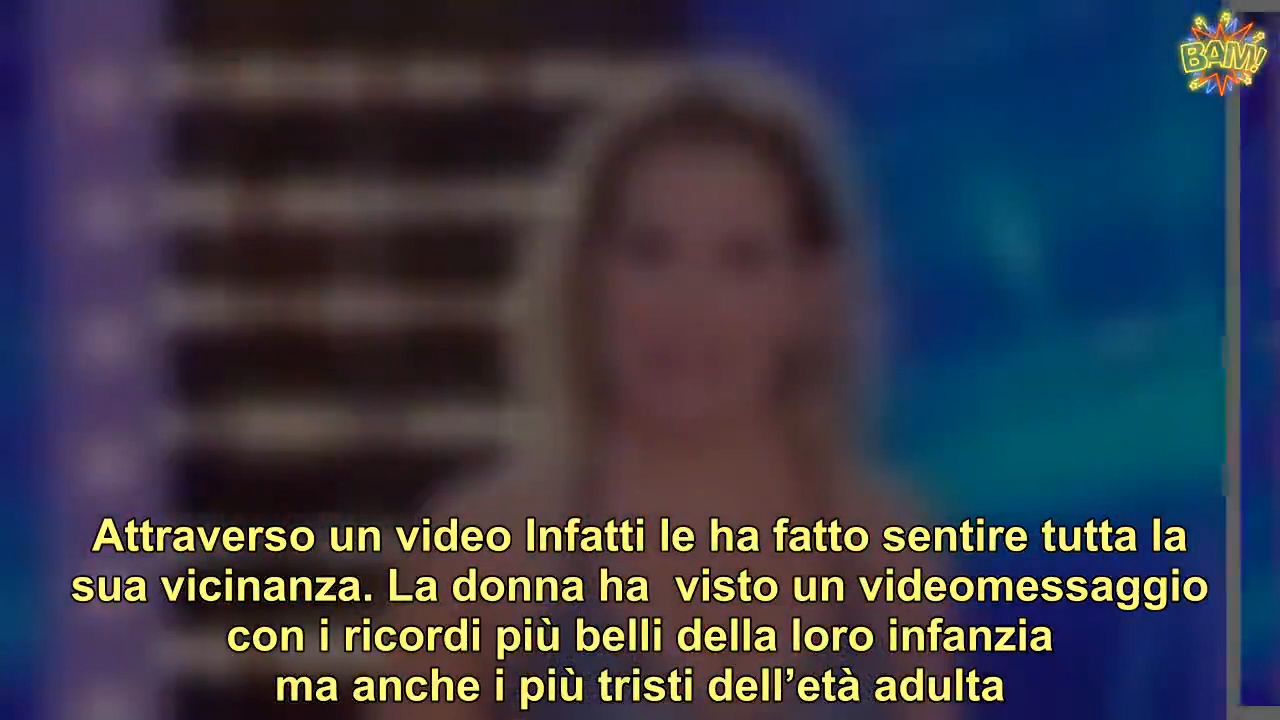 BAM!
Attraverso un video Infatti le ha fatto sentire tutta la
sua vicinanza. La donna ha  visto un videomessaggio
con i ricordi più belli della loro infanzia
ma anche i più tristi dell’età adulta